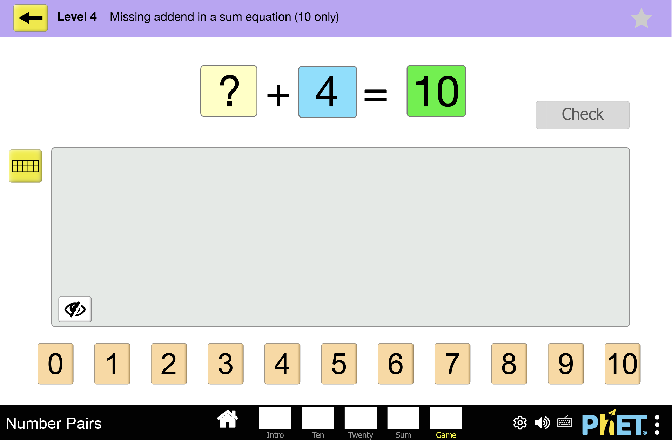 Level 4 Missing addend in a sum equation (10 only)
? + 4 = 10
Check
0 1 2 3 4 5 6 7 8 9 10
Number Pairs
Intro Ten Twenty Sum Game
PhET